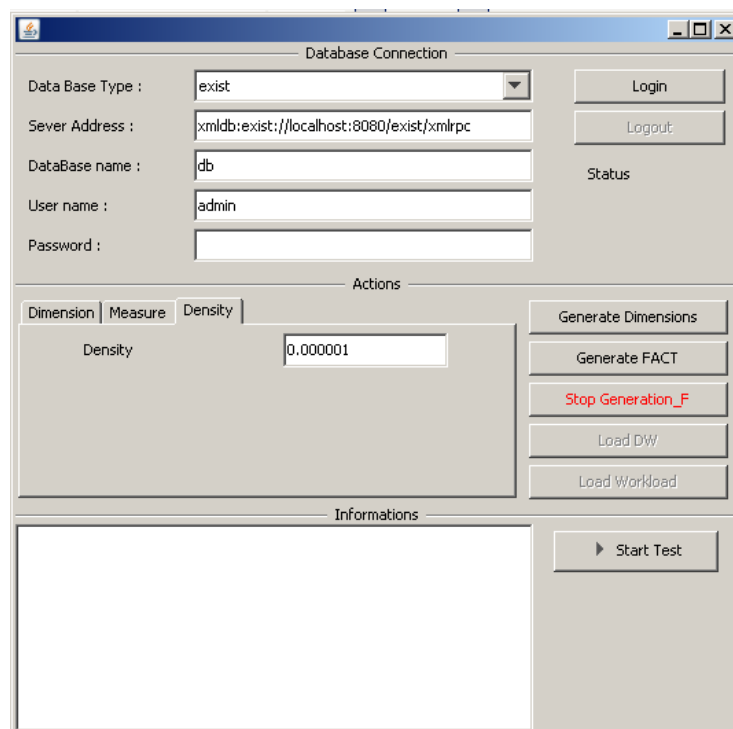 Database Connection
Data Base Type : exist Login
Sever Address : xmldb:exist://localhost:8080/exist/xmlrpc Logout
DataBase name : db Status
User name : admin
Password :
Actions
Dimension Measure Density Generate Dimensions
Density 0.000001 Generate FACT
Stop Generation_F
Load DW
Load Workload
Informations
Start Test